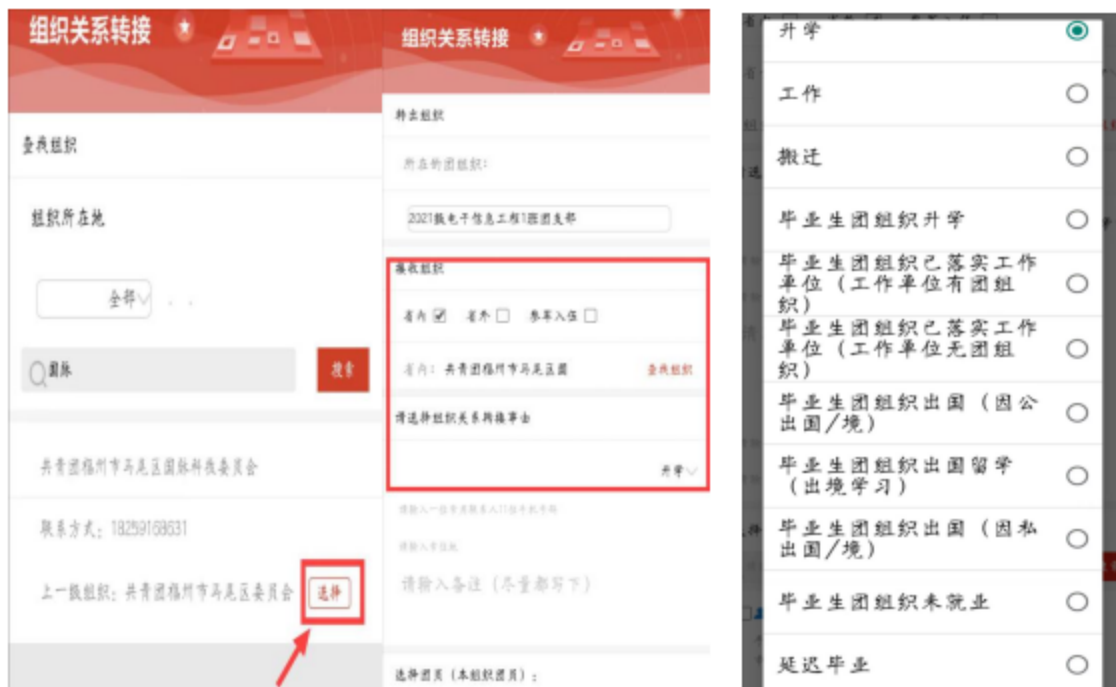 组织关系转接
查找组织
组织所在地
全部
国脉
搜索
共青团福州市马尾区国脉科技委员会
联系方式：18259168631
上一级组织：共青团福州市马尾区委员会
选择
组织关系转接
转出组织
所在的团组织：
2021级电子信息工程1班团支部
接收组织
省内 省外 参军入伍
省内：共青团福州市马尾区国
查找组织
请选择组织关系转接事由
升学
请输入备注（尽量都写下）
选择团员（本组织团员）：
升学
工作
搬迁
毕业生团组织升学
毕业生团组织已落实工作
单位（工作单位有团组
织）
毕业生团组织已落实工作
单位（工作单位无团组
织）
毕业生团组织出国（因公
出国/境）
毕业生团组织出国留学
（出境学习）
毕业生团组织出国（因私
出国/境）
毕业生团组织未就业
延迟毕业